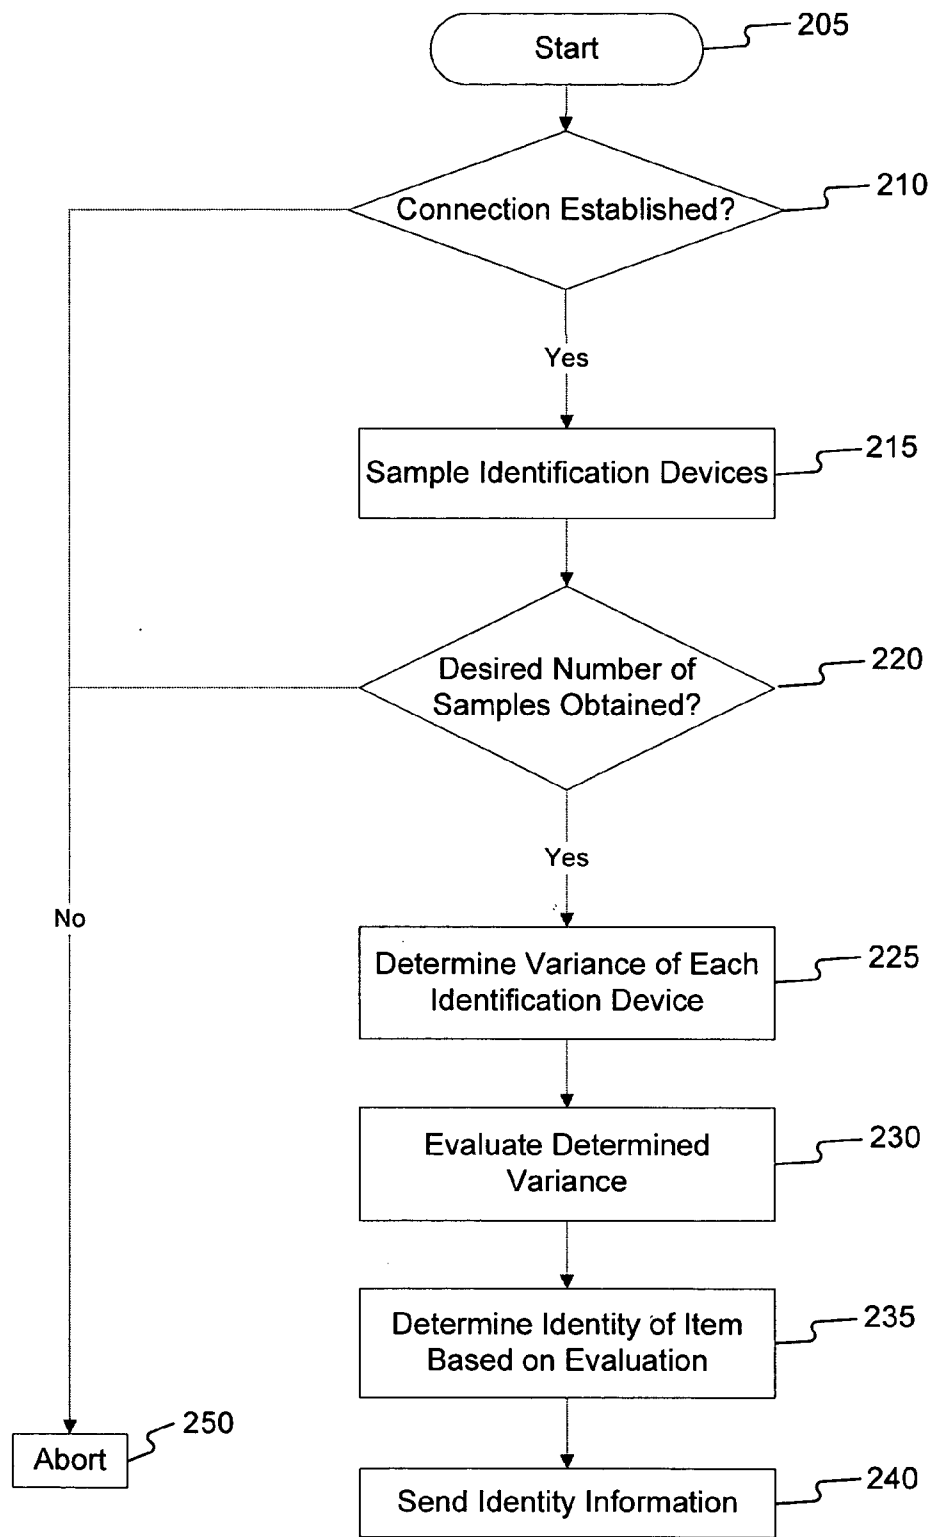 Start
205
Connection Established?
210
Yes
Sample Identification Devices
215
Desired Number of
Samples Obtained?
220
Yes
No
Determine Variance of Each
Identification Device
225
Evaluate Determined
Variance
230
Determine Identity of Item
Based on Evaluation
235
Abort
250
Send Identity Information
240